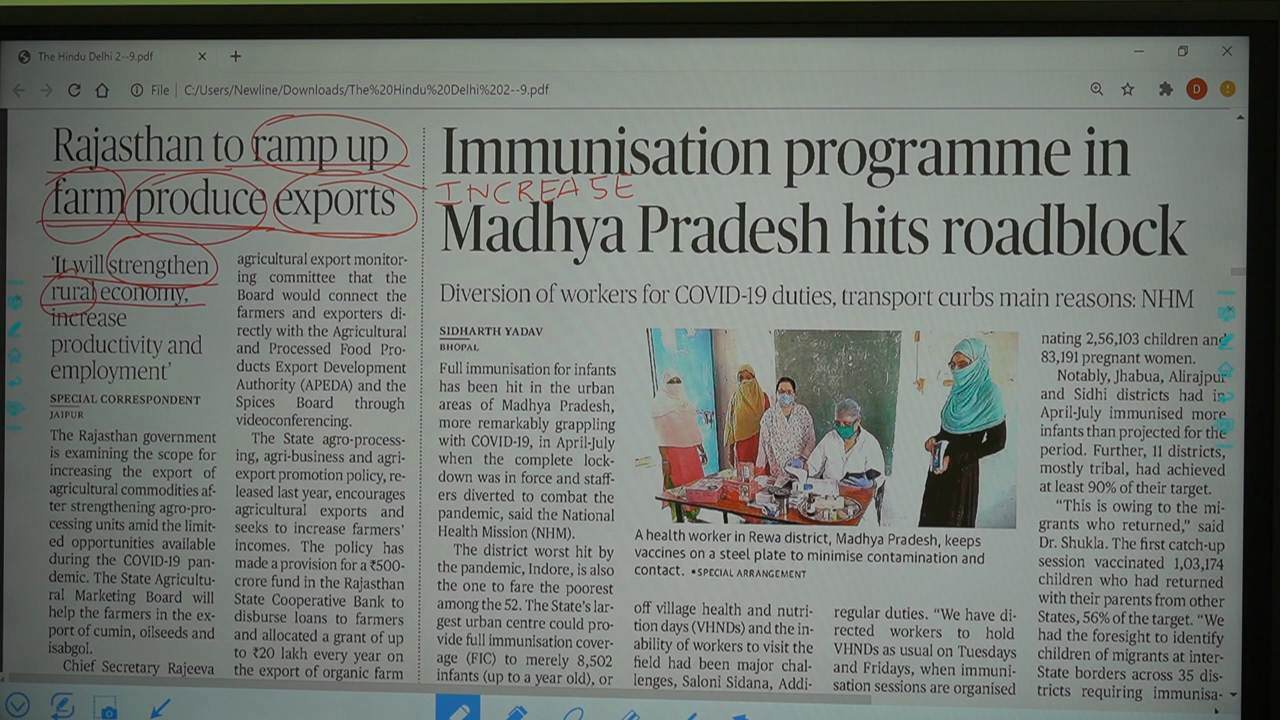 The Hindu Delhi 2--9.pdf
File
C:/Users/Newline/Downloads/The%20Hindu%20Delhi%202--9.pdf
D
Rajasthan to ramp up
farm produce exports
'It will strengthen
rural economy,
increase
productivity and
employment'
SPECIAL CORRESPONDENT
JAIPUR
The Rajasthan government
is examining the scope for
increasing the export of
agricultural commodities af-
ter strengthening agro-pro-
cessing units amid the limit-
ed opportunities available
during the COVID-19 pan-
demic. The State Agricultu-
ral Marketing Board will
help the farmers in the ex-
port of cumin, oilseeds and
isabgol.
Chief Secretary Rajeeva
agricultural export monitor-
ing committee that the
Board would connect the
farmers and exporters di-
rectly with the Agricultural
and Processed Food Pro-
ducts Export Development
Authority (APEDA) and the
Spices Board through
videoconferencing.
The State agro-process-
ing, agri-business and agri-
export promotion policy, re-
leased last year, encourages
agricultural exports and
seeks to increase farmers'
incomes. The policy has
made a provision for a ₹500-
crore fund in the Rajasthan
State Cooperative Bank to
disburse loans to farmers
and allocated a grant of up
to ₹20 lakh every year on
the export of organic farm
Immunisation programme in
INCREASE
Madhya Pradesh hits roadblock
Diversion of workers for COVID-19 duties, transport curbs main reasons: NHM
SIDHARTH YADAV
BHOPAL
Full immunisation for infants
has been hit in the urban
areas of Madhya Pradesh,
more remarkably grappling
with COVID-19, in April-July
when the complete lock-
down was in force and staff-
ers diverted to combat the
pandemic, said the National
Health Mission (NHM).
The district worst hit by
the pandemic, Indore, is also
the one to fare the poorest
among the 52. The State's lar-
gest urban centre could pro-
vide full immunisation cover-
age (FIC) to merely 8,502
infants (up to a year old), or
A health worker in Rewa district, Madhya Pradesh, keeps
vaccines on a steel plate to minimise contamination and
contact. •SPECIAL ARRANGEMENT
off village health and nutri-
tion days (VHNDs) and the in-
ability of workers to visit the
field had been major chal-
lenges, Saloni Sidana, Addi-
regular duties. "We have di-
rected workers to hold
VHNDs as usual on Tuesdays
and Fridays, when immuni-
sation sessions are organised
nating 2,56,103 children and
83,191 pregnant women.
Notably, Jhabua, Alirajpur
and Sidhi districts had in
April-July immunised more
infants than projected for the
period. Further, 11 districts,
mostly tribal, had achieved
at least 90% of their target.
"This is owing to the mi-
grants who returned," said
Dr. Shukla. The first catch-up
session vaccinated 1,03,174
children who had returned
with their parents from other
States, 56% of the target. "We
had the foresight to identify
children of migrants at inter-
State borders across 35 dis-
tricts requiring immunisa-